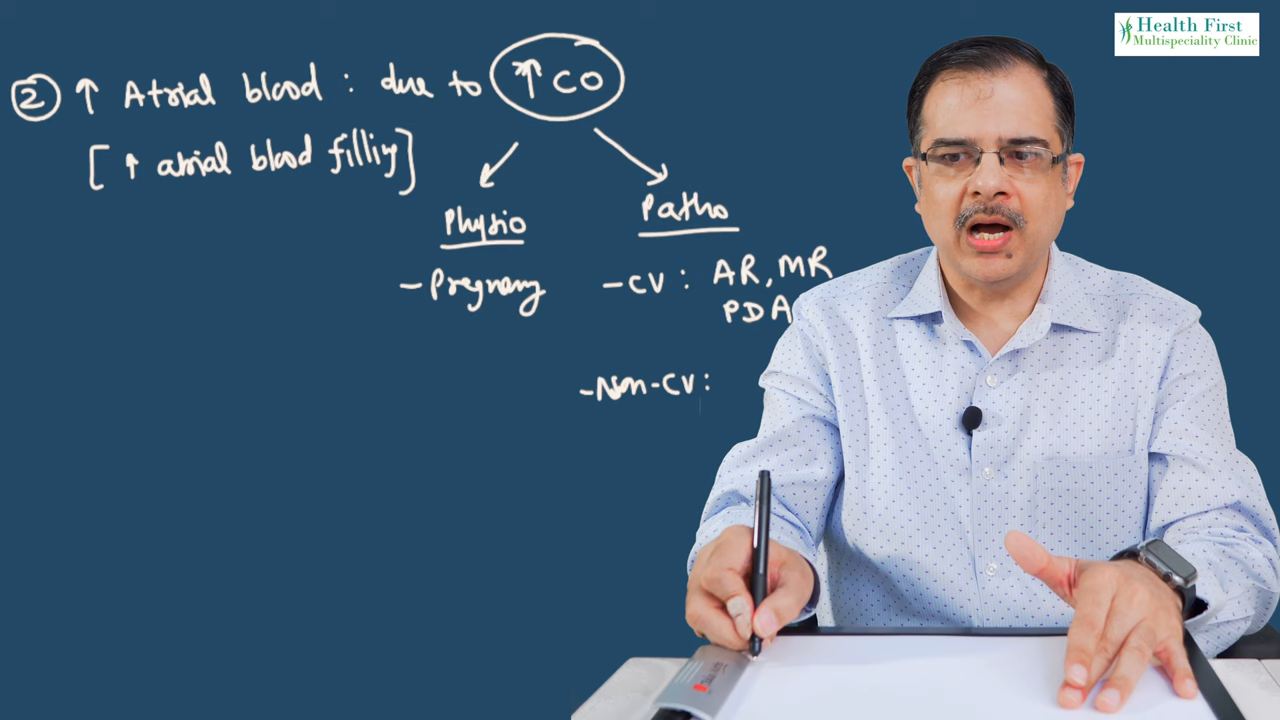 Health First
Multispeciality Clinic
② ↑ Atrial blood : due to ↑ CO
[↑ atrial blood filling]
Physio
- Pregnancy
Patho
- CV : AR, MR
PDA
- Non-CV :